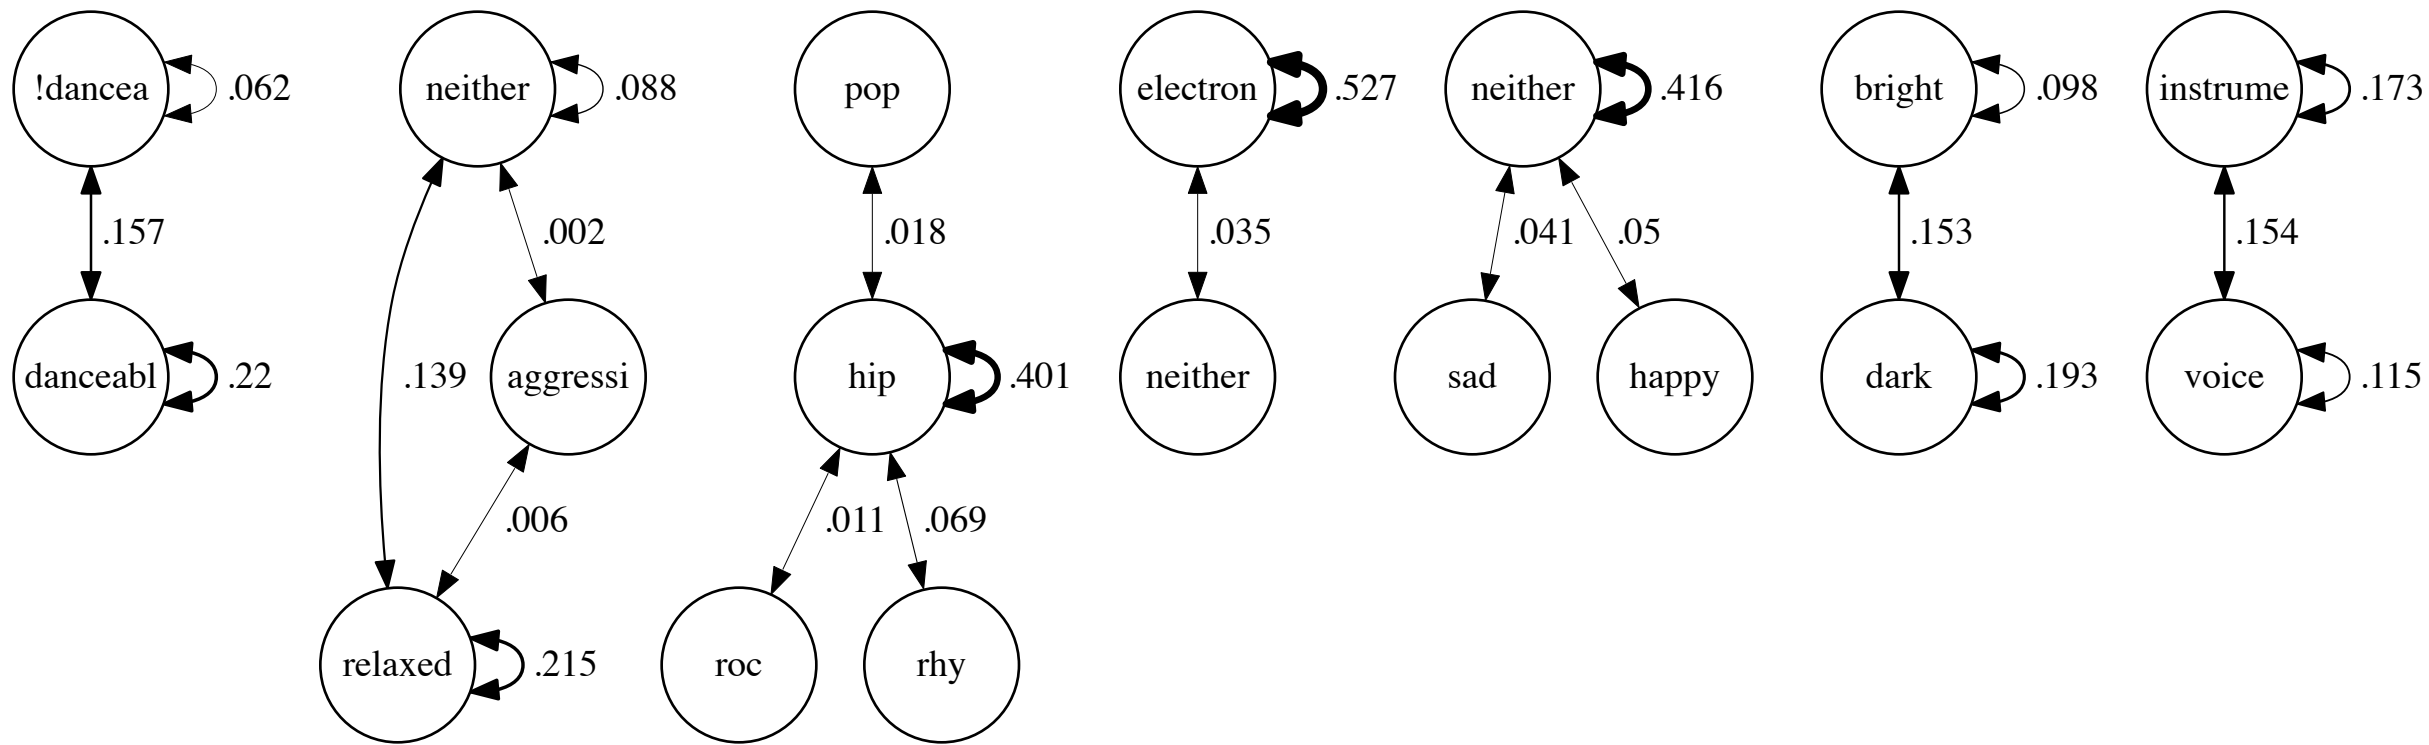 !dancea
.062
neither
.088
pop
electron
.527
neither
.416
bright
.098
instrume
.173
.157
.002
.018
.035
.041
.05
.153
.154
danceabl
.22
.139
aggressi
hip
.401
neither
sad
happy
dark
.193
voice
.115
.006
.011
.069
relaxed
.215
roc
rhy